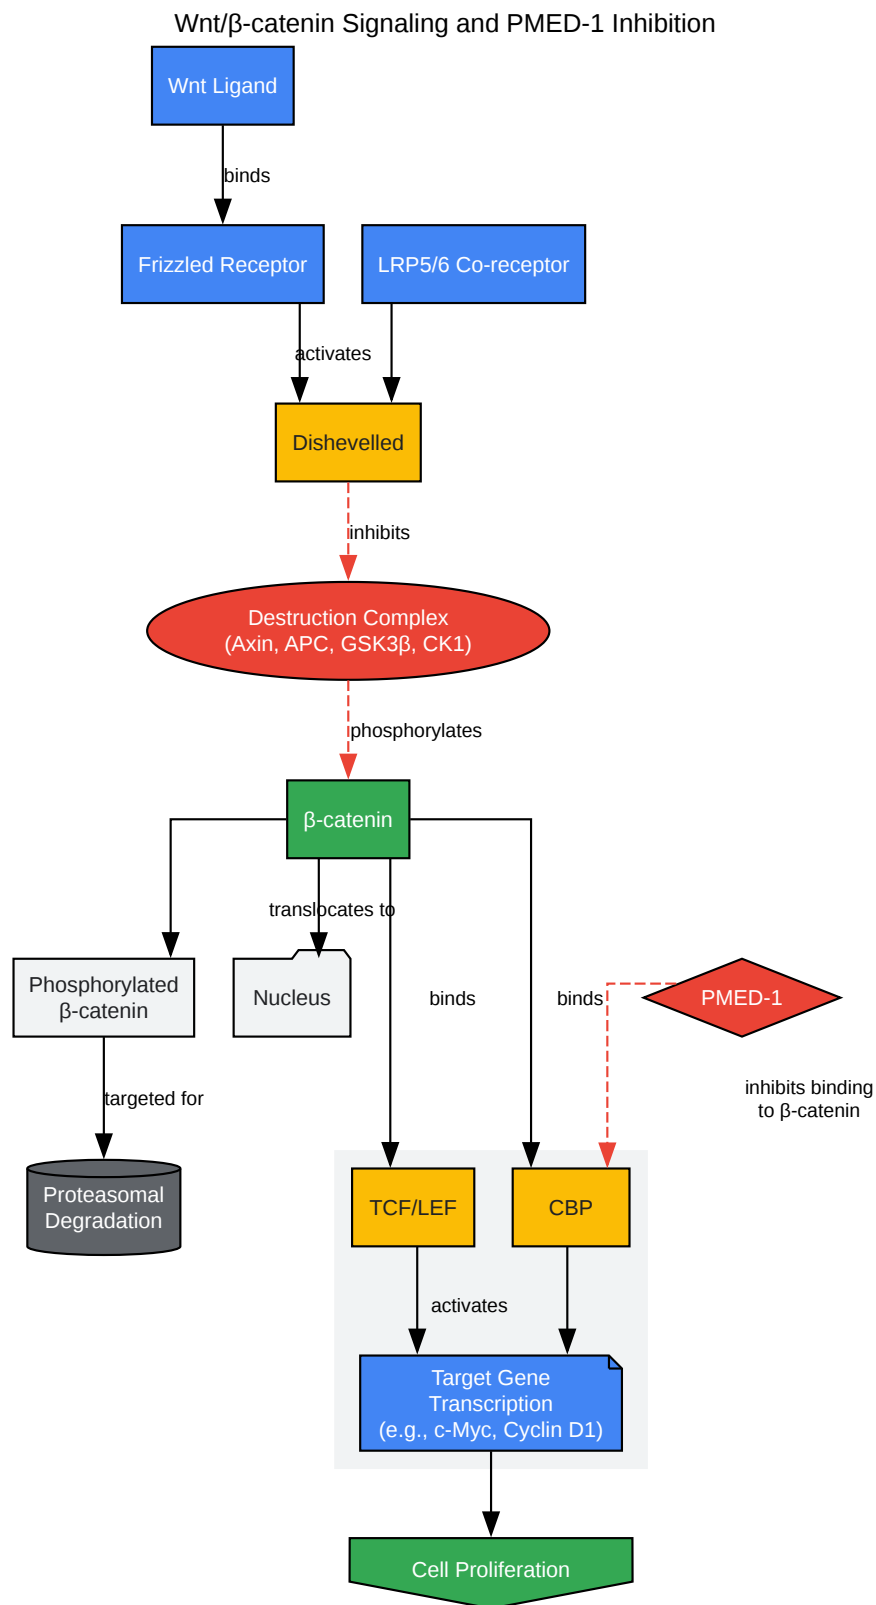 Wnt/β-catenin Signaling and PMED-1 Inhibition
Wnt Ligand
binds
Frizzled Receptor
LRP5/6 Co-receptor
activates
Dishevelled
inhibits
Destruction Complex
(Axin, APC, GSK3β, CK1)
phosphorylates
β-catenin
translocates to
Phosphorylated
β-catenin
Nucleus
binds
binds
PMED-1
targeted for
inhibits binding
to β-catenin
Proteasomal
Degradation
TCF/LEF
CBP
activates
Target Gene
Transcription
(e.g., c-Myc, Cyclin D1)
Cell Proliferation